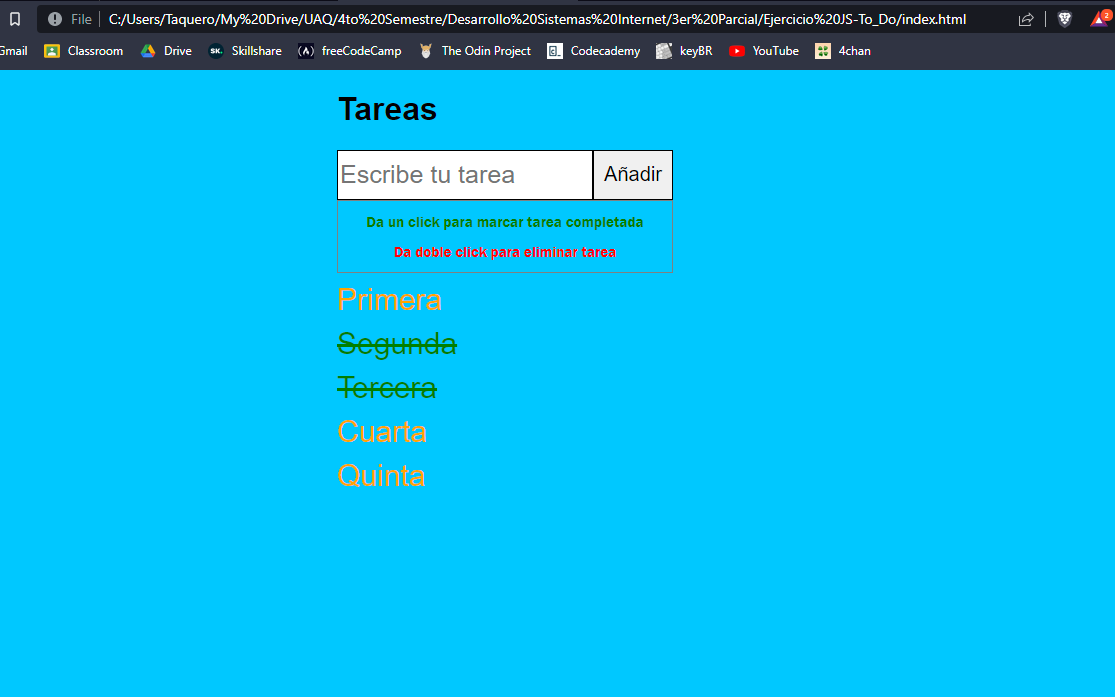 File C:/Users/Taquero/My%20Drive/UAQ/4to%20Semestre/Desarrollo%20Sistemas%20Internet/3er%20Parcial/Ejercicio%20JS-To_Do/index.html 2
Gmail Classroom Drive SK. Skillshare (A) freeCodeCamp The Odin Project Codecademy keyBR YouTube 4chan
Tareas
Escribe tu tarea Añadir
Da un click para marcar tarea completada
Da doble click para eliminar tarea
Primera
Segunda
Tercera
Cuarta
Quinta